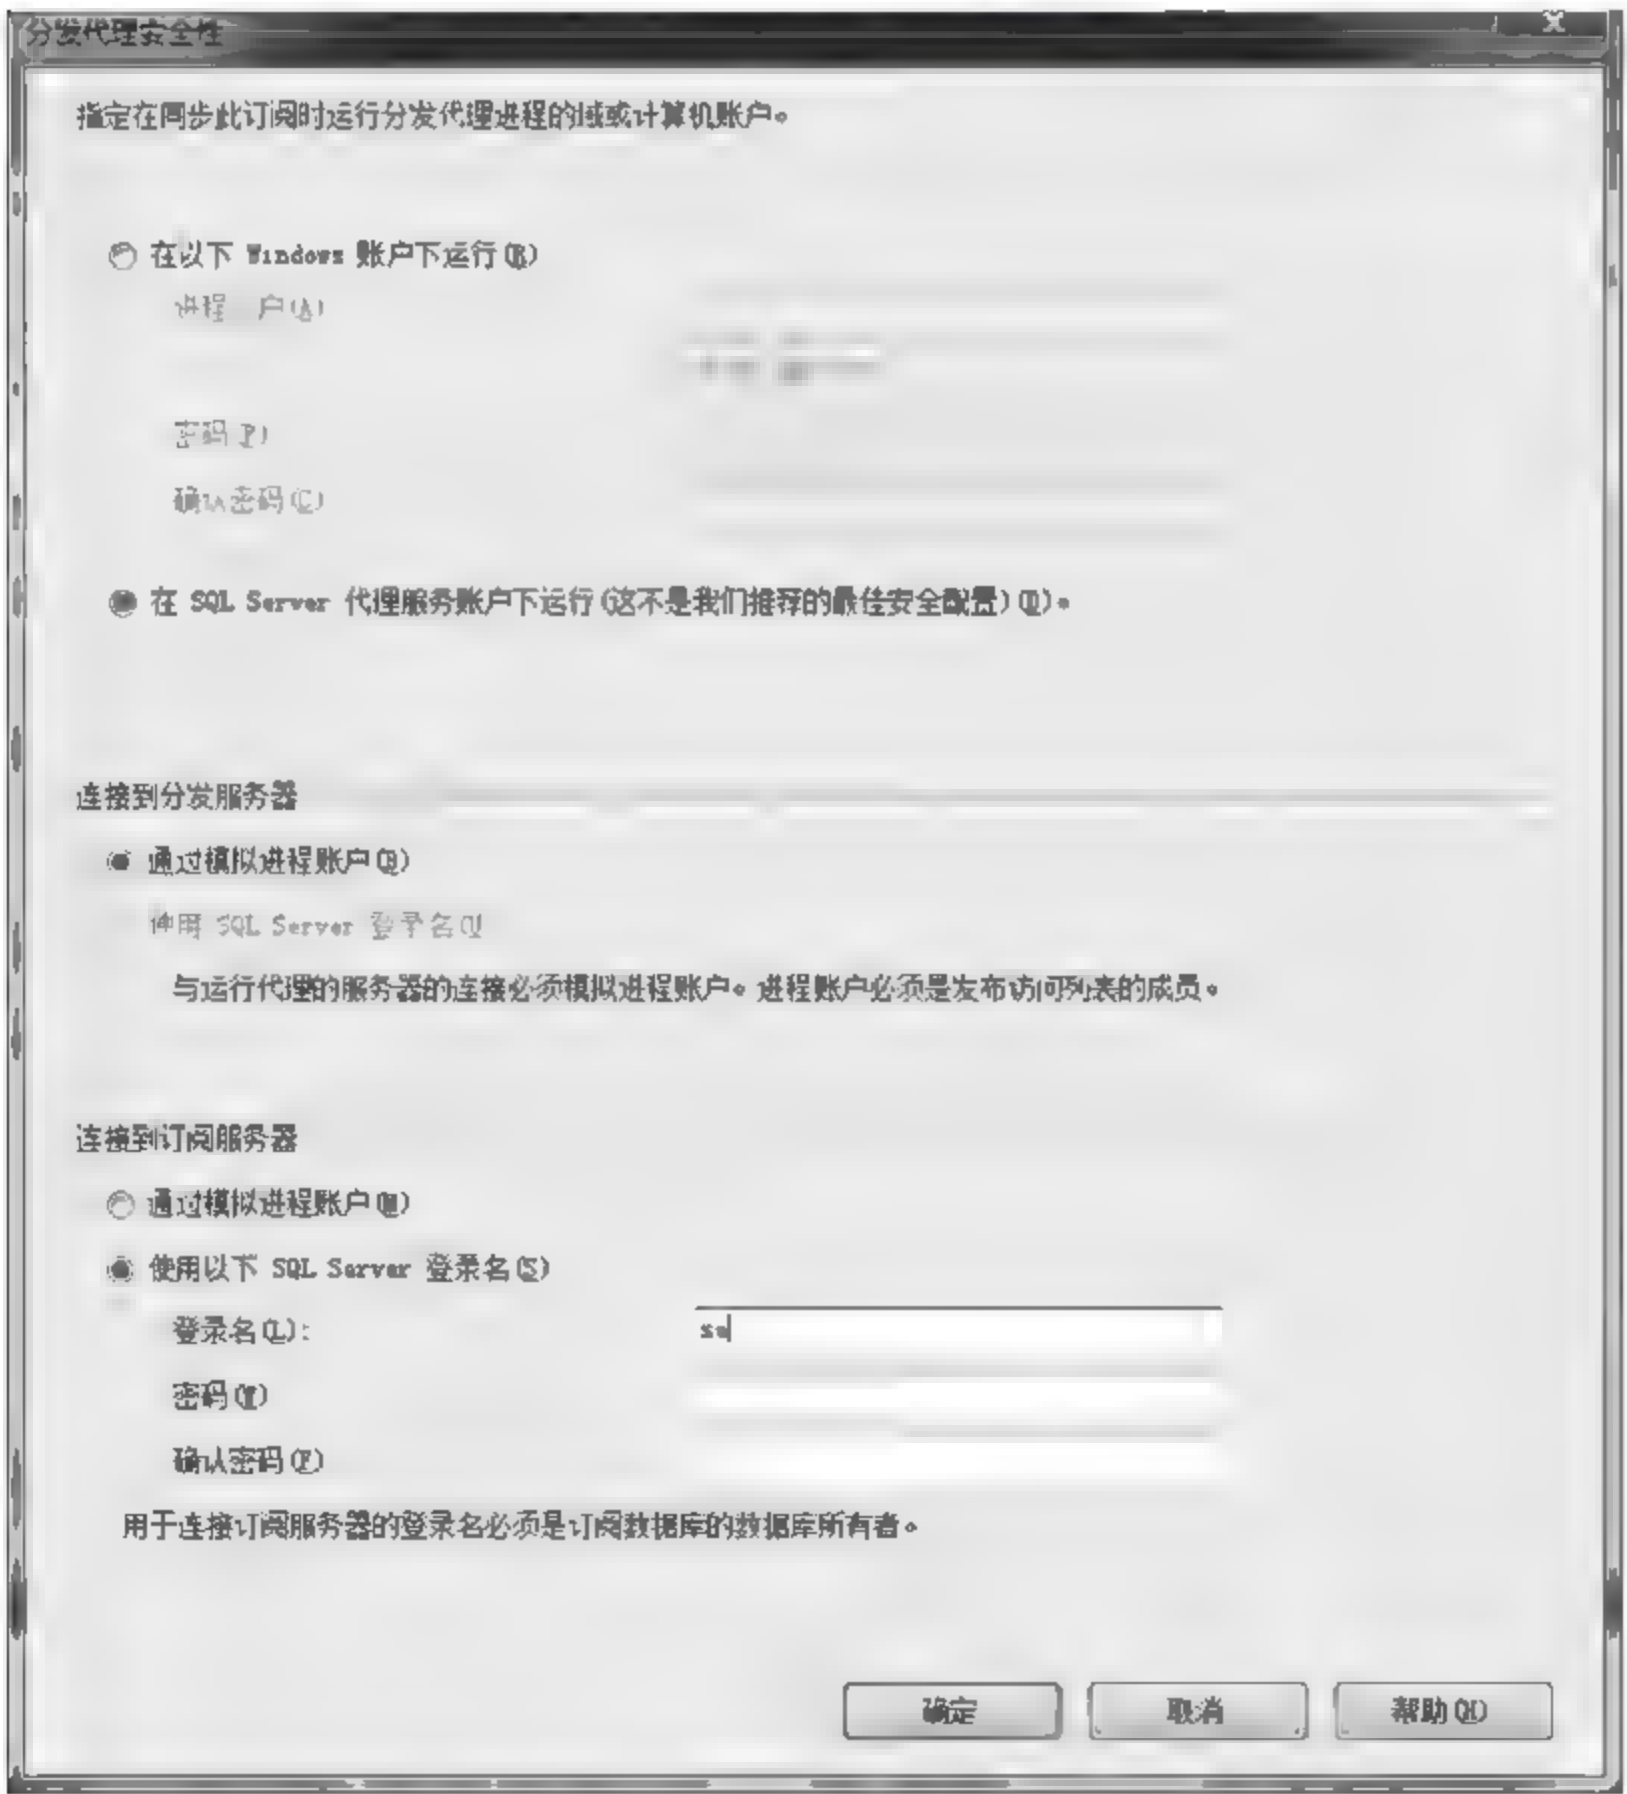 分发代理安全性
指定在同步此订阅时运行分发代理进程的域或计算机账户。
在以下 Windows 账户下运行(R)
进程 户(A)
密码(P)
确认密码(C)
在 SQL Server 代理服务账户下运行(这不是我们推荐的最佳安全配置)(U)。
连接到分发服务器
通过模拟进程账户(B)
使用 SQL Server 登录名(I)
与运行代理的服务器的连接必须模拟进程账户。进程账户必须是发布访问列表的成员。
连接到订阅服务器
通过模拟进程账户(M)
使用以下 SQL Server 登录名(S)
登录名(L):
sa
密码(W)
确认密码(F)
用于连接订阅服务器的登录名必须是订阅数据库的数据库所有者。
确定
取消
帮助(H)